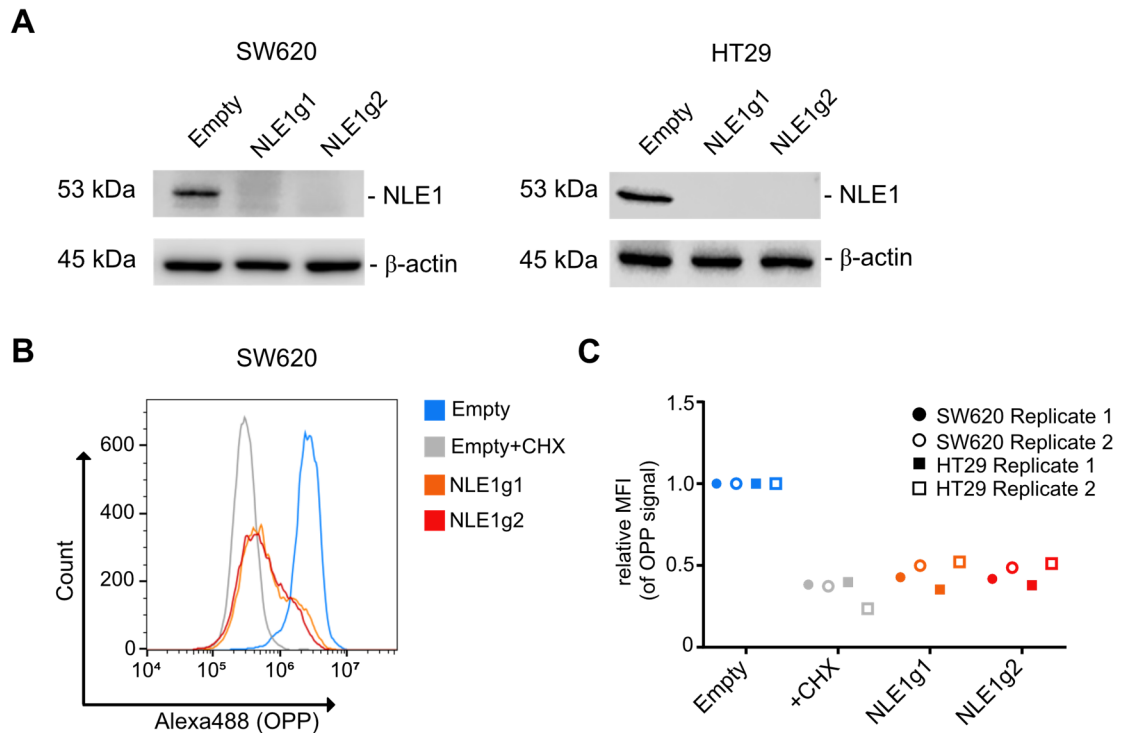 A
SW620
Empty
NLE1g1
NLE1g2
53 kDa
- NLE1
45 kDa
- β-actin
HT29
Empty
NLE1g1
NLE1g2
53 kDa
- NLE1
45 kDa
- β-actin
B
SW620
600
400
200
0
Count
10⁴ 10⁵ 10⁶ 10⁷
Alexa488 (OPP)
Empty
Empty+CHX
NLE1g1
NLE1g2
C
relative MFI
(of OPP signal)
1.5
1.0
0.5
0
Empty
+CHX
NLE1g1
NLE1g2
SW620 Replicate 1
SW620 Replicate 2
HT29 Replicate 1
HT29 Replicate 2